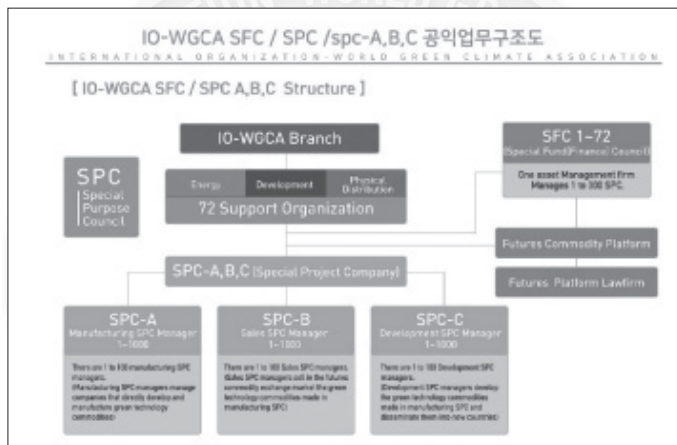 IO-WGCA SFC / SPC /spc-A,B,C 공익업무구조도
INTERNATIONAL ORGANIZATION-WORLD GREEN CLIMATE ASSOCIATION
[ IO-WGCA SFC / SPC A,B,C Structure ]
IO-WGCA Branch
SFC 1~72
(Special Fund(Finance) Council)
One asset Management firm
Manages 1 to 300 SPC.
SPC
Special
Purpose
Council
Energy
Development
Physical
Distribution
72 Support Organization
Futures Commodity Platform
Futures Platform Lawfirm
SPC-A,B,C (Special Project Company)
SPC-A
Manufacturing SPC Manager
1~1000
There are 1 to 100 manufacturing SPC
managers.
(Manufacturing SPC managers manage
companies that directly develop and
manufacture green technology
commodities)
SPC-B
Sales SPC Manager
1~1000
There are 1 to 100 Sales SPC managers.
(Sales SPC managers sell in the futures
commodity exchange market the green
technology commodities made in
manufacturing SPC)
SPC-C
Development SPC Manager
1~1000
There are 1 to 100 Development SPC
managers.
(Development SPC managers develop
the green technology commodities
made in manufacturing SPC and
disseminate them into new countries)